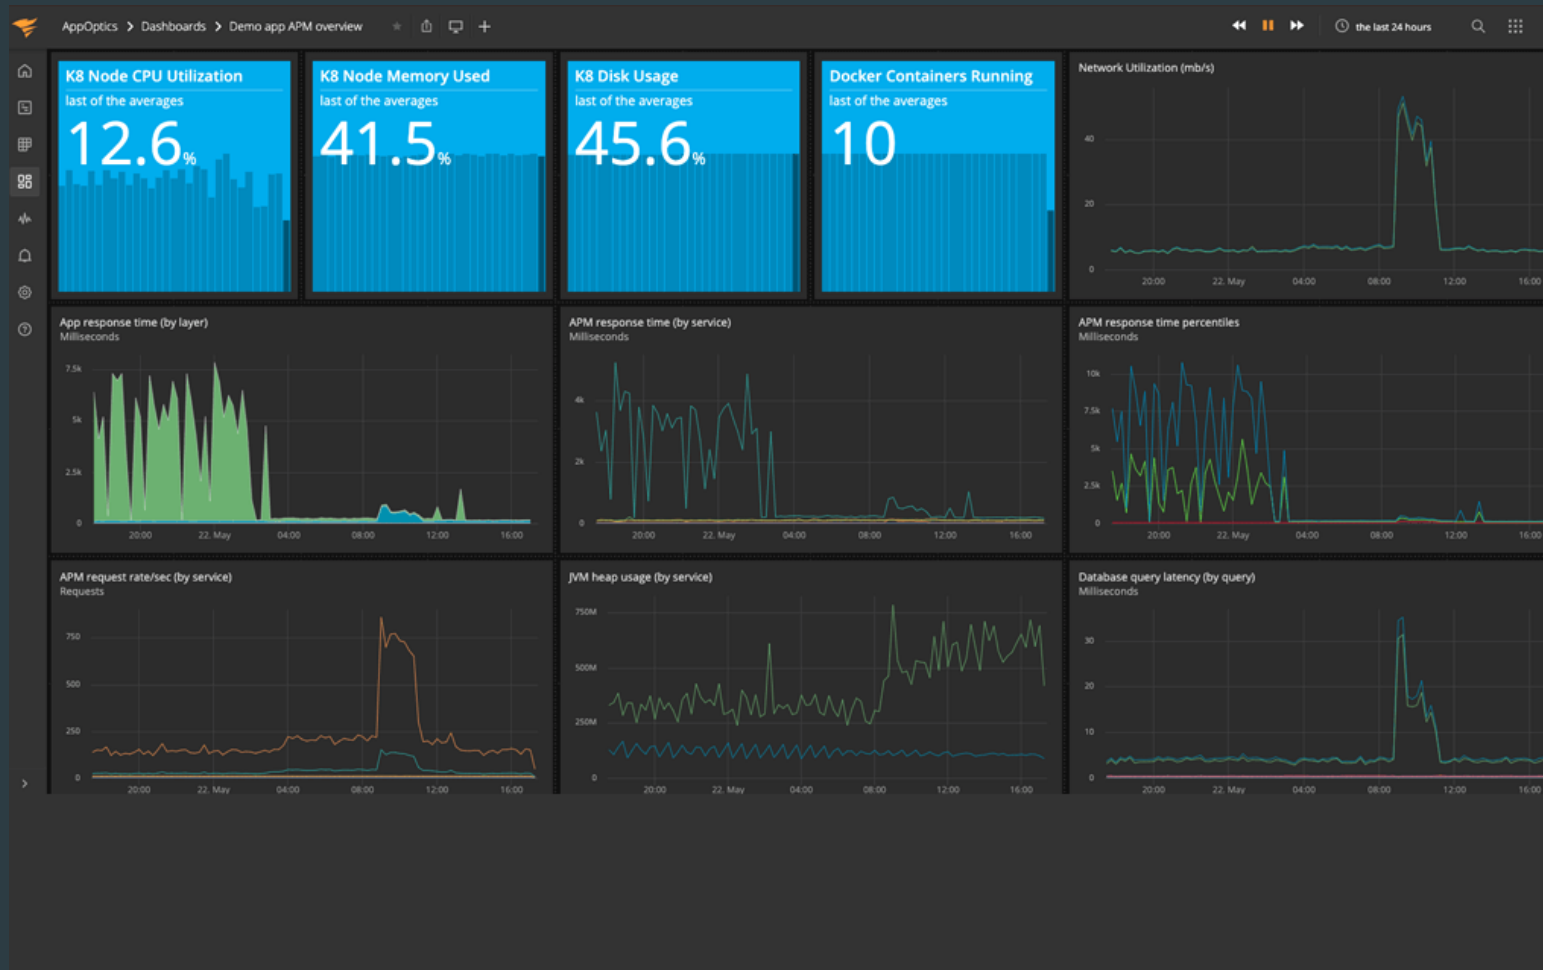 AppOptics > Dashboards > Demo app APM overview
the last 24 hours
K8 Node CPU Utilization
last of the averages
12.6%
K8 Node Memory Used
last of the averages
41.5%
K8 Disk Usage
last of the averages
45.6%
Docker Containers Running
last of the averages
10
Network Utilization (mb/s)
40
20
0
20:00 22. May 04:00 08:00 12:00 16:00
App response time (by layer)
Milliseconds
7.5k
5k
2.5k
0
20:00 22. May 04:00 08:00 12:00 16:00
APM response time (by service)
Milliseconds
4k
2k
0
20:00 22. May 04:00 08:00 12:00 16:00
APM response time percentiles
Milliseconds
10k
7.5k
5k
2.5k
0
20:00 22. May 04:00 08:00 12:00 16:00
APM request rate/sec (by service)
Requests
750
500
250
0
20:00 22. May 04:00 08:00 12:00 16:00
JVM heap usage (by service)
750M
500M
250M
0
20:00 22. May 04:00 08:00 12:00 16:00
Database query latency (by query)
Milliseconds
30
20
10
0
20:00 22. May 04:00 08:00 12:00 16:00